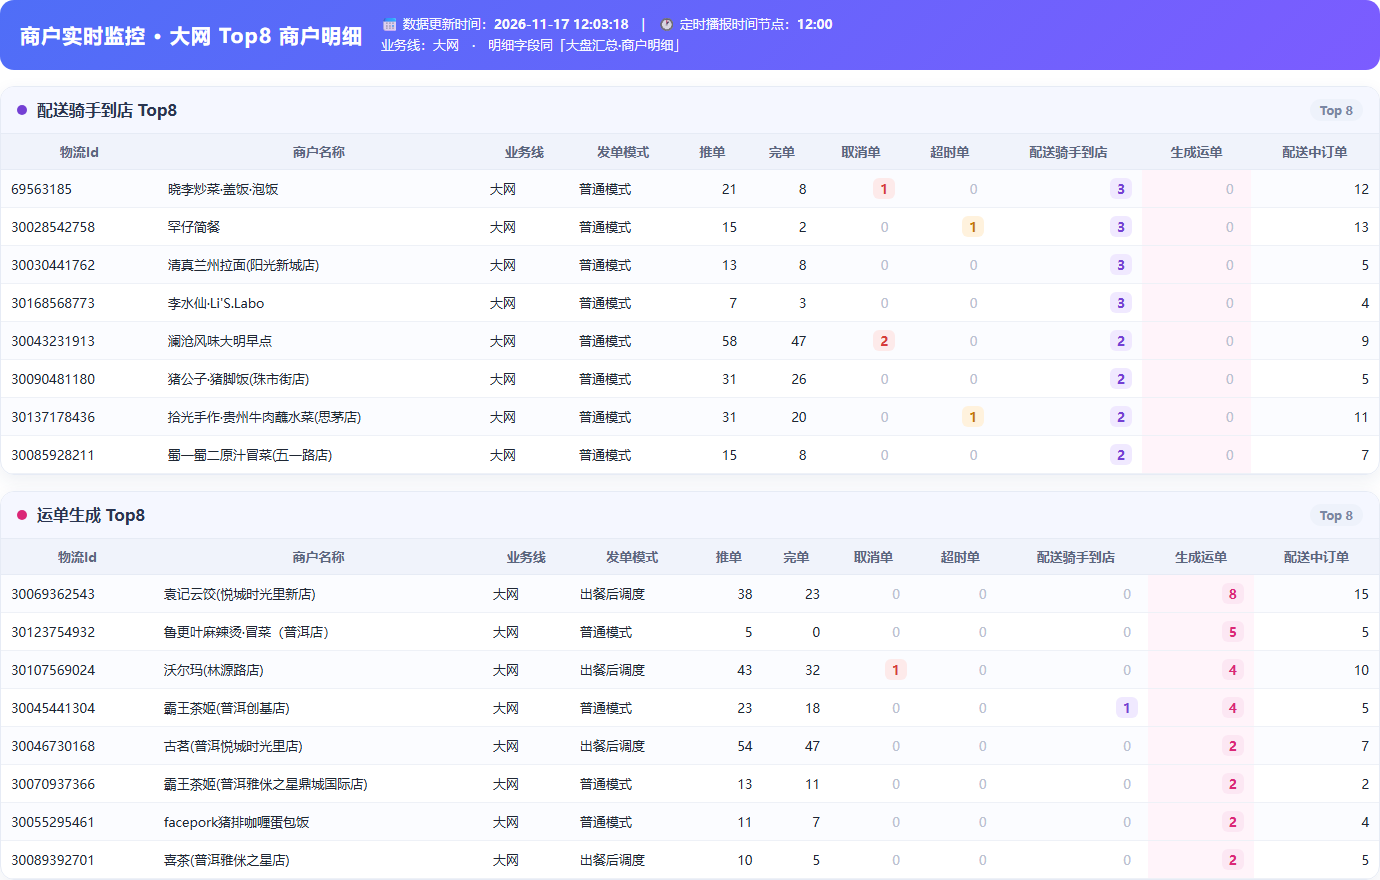 商户实时监控 • 大网 Top8 商户明细
数据更新时间：2026-11-17 12:03:18 | 定时播报时间节点：12:00
业务线：大网 · 明细字段同「大盘汇总·商户明细」
配送骑手到店 Top8 Top 8
物流Id 商户名称 业务线 发单模式 推单 完单 取消单 超时单 配送骑手到店 生成运单 配送中订单
69563185 晓李炒菜·盖饭·泡饭 大网 普通模式 21 8 1 0 3 0 12
30028542758 罕仔简餐 大网 普通模式 15 2 0 1 3 0 13
30030441762 清真兰州拉面(阳光新城店) 大网 普通模式 13 8 0 0 3 0 5
30168568773 李水仙·Li'S.Labo 大网 普通模式 7 3 0 0 3 0 4
30043231913 澜沧风味大明早点 大网 普通模式 58 47 2 0 2 0 9
30090481180 猪公子·猪脚饭(珠市街店) 大网 普通模式 31 26 0 0 2 0 5
30137178436 拾光手作·贵州牛肉蘸水菜(思茅店) 大网 普通模式 31 20 0 1 2 0 11
30085928211 蜀一蜀二原汁冒菜(五一路店) 大网 普通模式 15 8 0 0 2 0 7
运单生成 Top8 Top 8
物流Id 商户名称 业务线 发单模式 推单 完单 取消单 超时单 配送骑手到店 生成运单 配送中订单
30069362543 袁记云饺(悦城时光里新店) 大网 出餐后调度 38 23 0 0 0 8 15
30123754932 鲁更叶麻辣烫·冒菜（普洱店） 大网 普通模式 5 0 0 0 0 5 5
30107569024 沃尔玛(林源路店) 大网 出餐后调度 43 32 1 0 0 4 10
30045441304 霸王茶姬(普洱创基店) 大网 普通模式 23 18 0 0 1 4 5
30046730168 古茗(普洱悦城时光里店) 大网 出餐后调度 54 47 0 0 0 2 7
30070937366 霸王茶姬(普洱雅侎之星鼎城国际店) 大网 普通模式 13 11 0 0 0 2 2
30055295461 facepork猪排咖喱蛋包饭 大网 普通模式 11 7 0 0 0 2 4
30089392701 喜茶(普洱雅侎之星店) 大网 出餐后调度 10 5 0 0 0 2 5